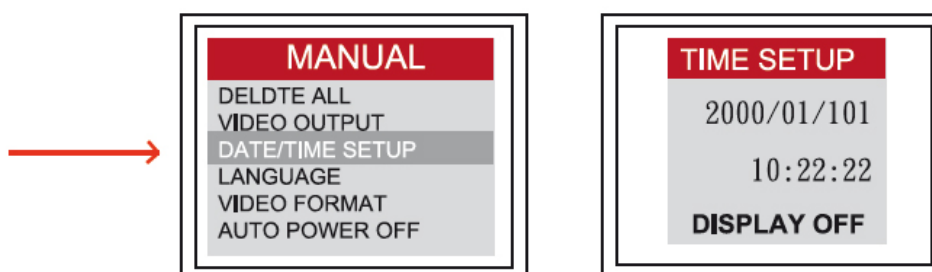 MANUAL
DELDTE ALL
VIDEO OUTPUT
DATE/TIME SETUP
LANGUAGE
VIDEO FORMAT
AUTO POWER OFF
TIME SETUP
2000/01/101
10:22:22
DISPLAY OFF